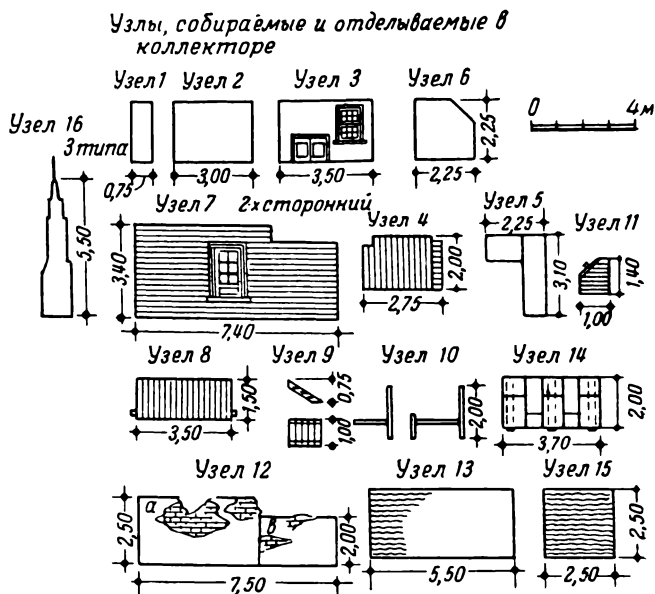 Узлы, собираемые и отделываемые в
коллекторе
Узел 1 Узел 2 Узел 3 Узел 6
0 4 м
Узел 16
3 типа
2,25
0,75 3,00 3,50 2,25
Узел 7 2х сторонний Узел 4 Узел 5
2,25 Узел 11
5,50
3,40
2,00
3,10
1,40
2,75 1,00
7,40
Узел 8 Узел 9 Узел 10 Узел 14
0,75
1,50
1,00
2,00
2,00
3,50 3,70
Узел 12 Узел 13 Узел 15
а
в
2,50
2,00
2,50
7,50 5,50 2,50